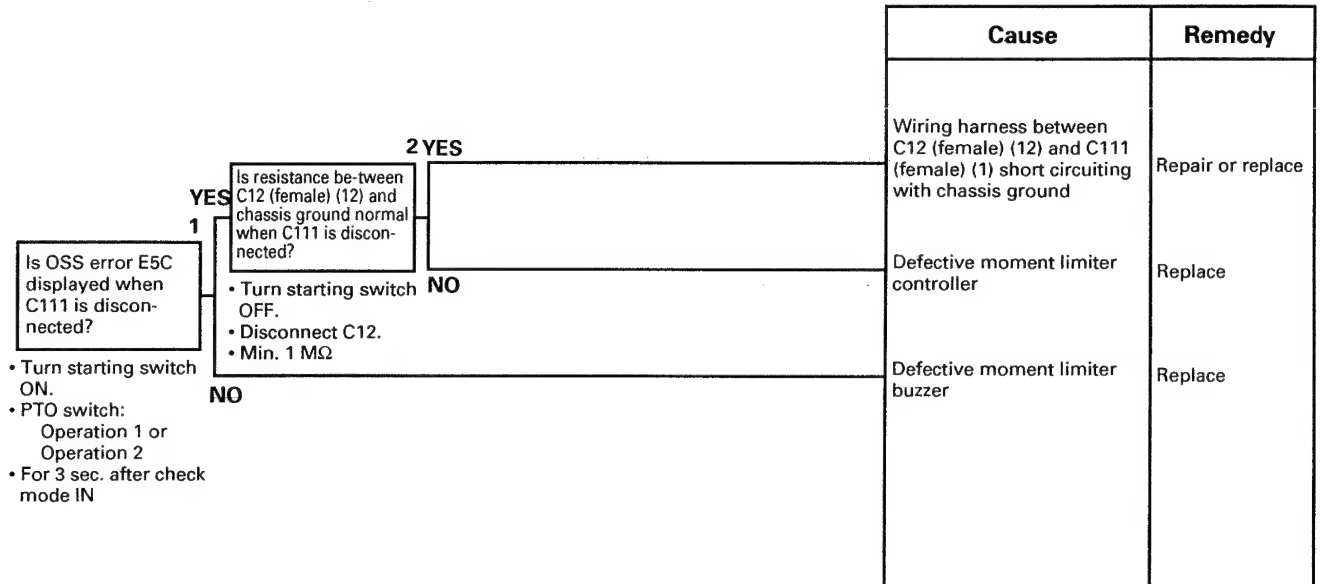 Cause
Remedy
2 YES
Is resistance be-tween
C12 (female) (12) and
chassis ground normal
when C111 is discon-
nected?
• Turn starting switch
OFF.
• Disconnect C12.
• Min. 1 MΩ
NO
YES
1
Is OSS error E5C
displayed when
C111 is discon-
nected?
• Turn starting switch
ON.
• PTO switch:
Operation 1 or
Operation 2
• For 3 sec. after check
mode IN
NO
Wiring harness between
C12 (female) (12) and C111
(female) (1) short circuiting
with chassis ground
Repair or replace
Defective moment limiter
controller
Replace
Defective moment limiter
buzzer
Replace